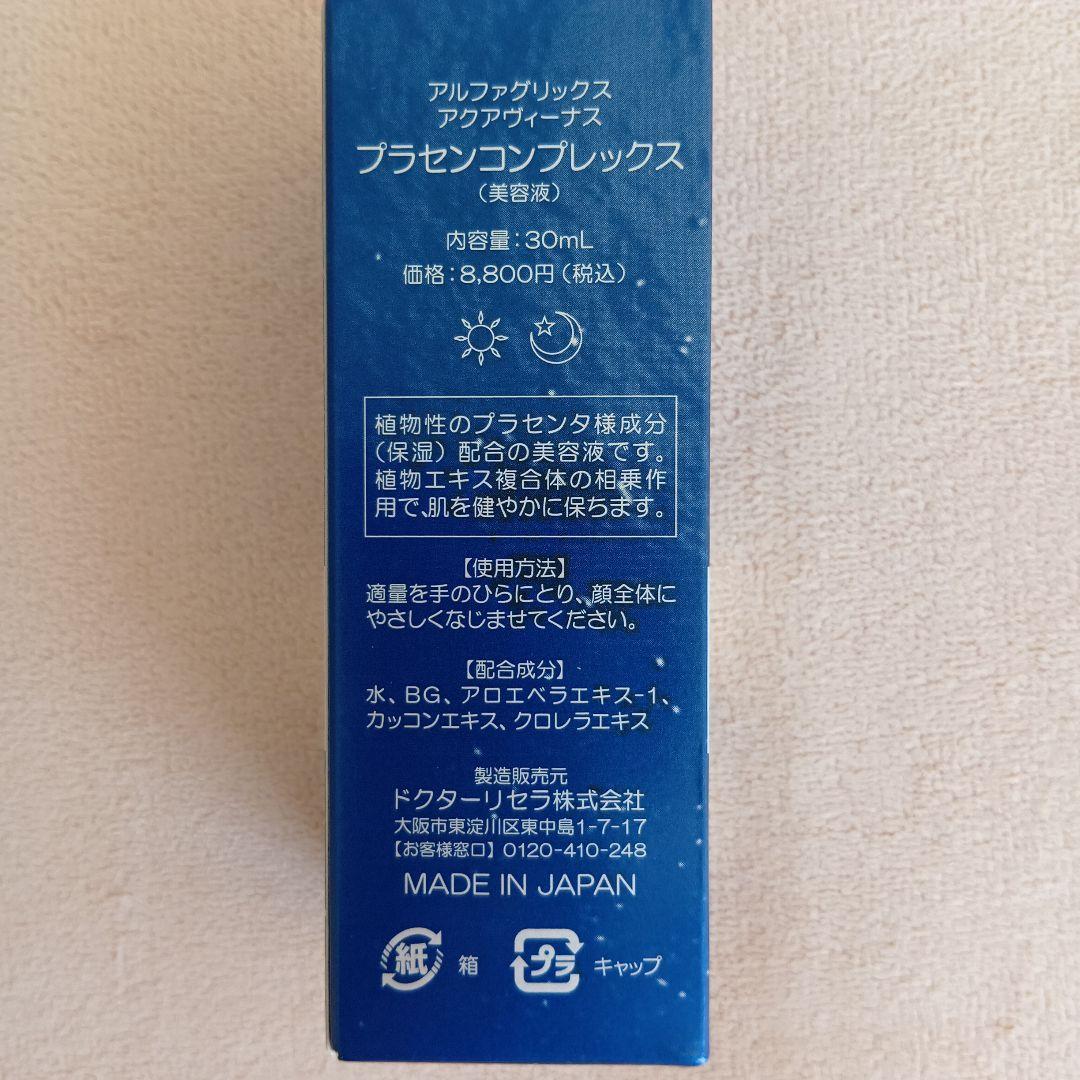 アルファグリックス
アクアヴィーナス
プラセンコンプレックス
（美容液）
内容量：30mL
価格：8,800円（税込）
植物性のプラセンタ様成分
（保湿）配合の美容液です。
植物エキス複合体の相乗作
用で、肌を健やかに保ちます。
【使用方法】
適量を手のひらにとり、顔全体に
やさしくなじませてください。
【配合成分】
水、BG、アロエベラエキス-1、
カッコンエキス、クロレラエキス
製造販売元
ドクターリセラ株式会社
大阪市東淀川区東中島1-7-17
【お客様窓口】0120-410-248
MADE IN JAPAN
紙 箱 プラ キャップ